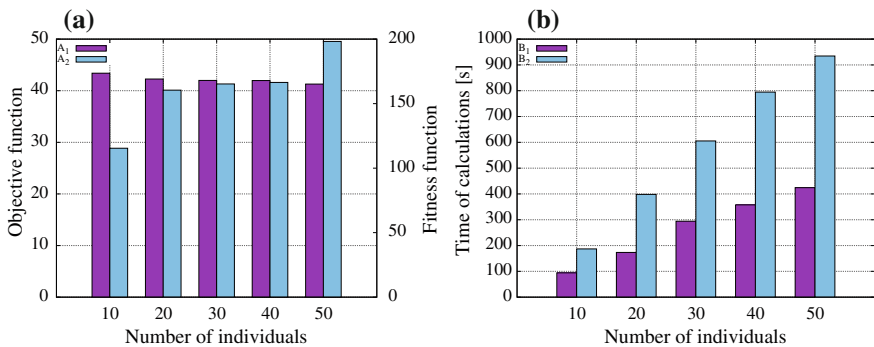 (a)
A1
A2
Objective function
50
40
30
20
10
0
200
150
100
50
0
Fitness function
10 20 30 40 50
Number of individuals
(b)
B1
B2
Time of calculations [s]
1000
900
800
700
600
500
400
300
200
100
0
10 20 30 40 50
Number of individuals